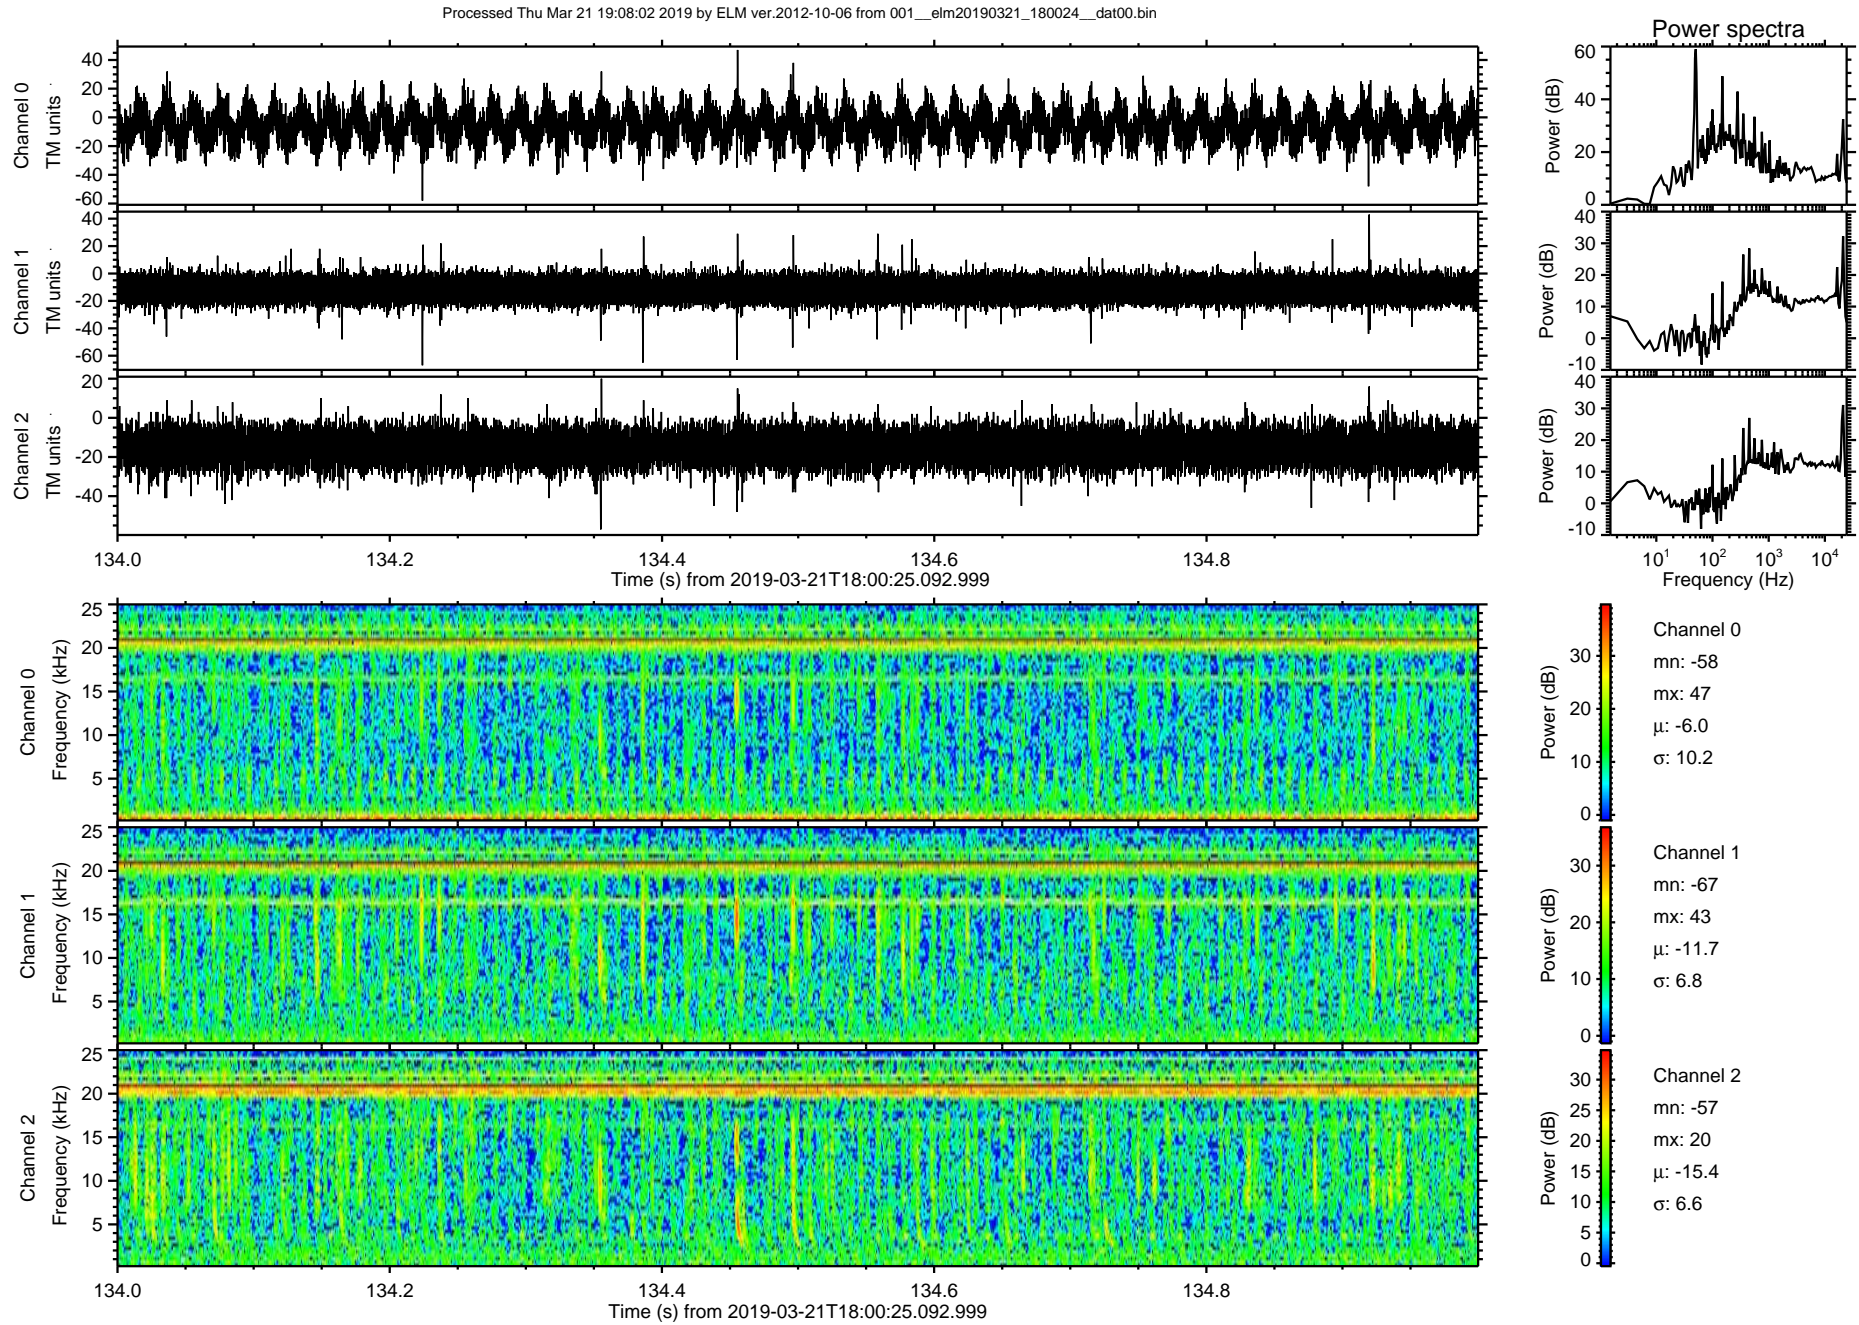 Processed Thu Mar 21 19:08:02 2019 by ELM ver.2012-10-06 from 001__elm20190321_180024__dat00.bin
Power spectra
Channel 0
TM units
40
20
0
-20
-40
-60
Power (dB)
60
40
20
0
Channel 1
TM units
40
20
0
-20
-40
-60
Power (dB)
40
30
20
10
0
-10
Channel 2
TM units
20
0
-20
-40
Power (dB)
40
30
20
10
0
-10
134.0 134.2 134.4 134.6 134.8
Time (s) from 2019-03-21T18:00:25.092.999
10¹ 10² 10³ 10⁴
Frequency (Hz)
Channel 0
Frequency (kHz)
25
20
15
10
5
Power (dB)
30
20
10
0
Channel 0
mn: -58
mx: 47
µ: -6.0
σ: 10.2
Channel 1
Frequency (kHz)
25
20
15
10
5
Power (dB)
30
20
10
0
Channel 1
mn: -67
mx: 43
µ: -11.7
σ: 6.8
Channel 2
Frequency (kHz)
25
20
15
10
5
Power (dB)
30
25
20
15
10
5
0
Channel 2
mn: -57
mx: 20
µ: -15.4
σ: 6.6
134.0 134.2 134.4 134.6 134.8
Time (s) from 2019-03-21T18:00:25.092.999